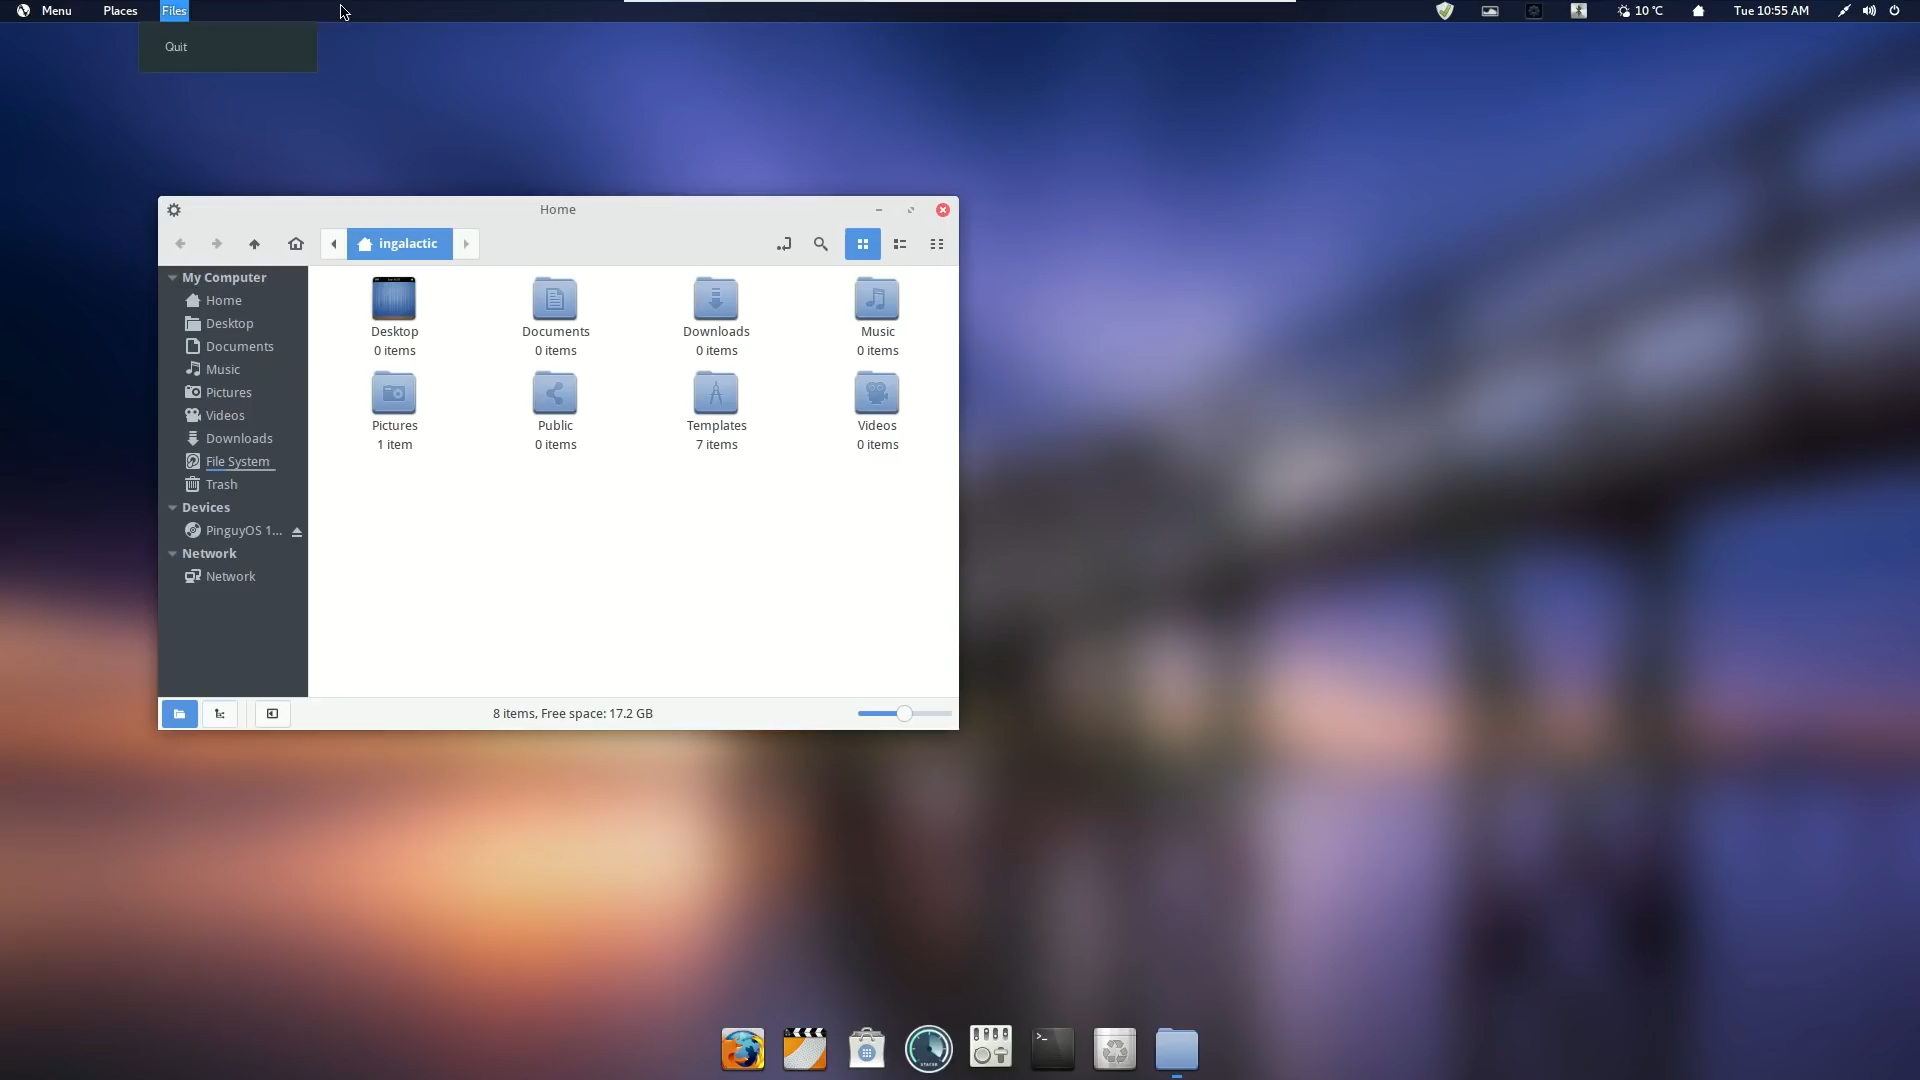 Menu Places Files 10 °C Tue 10:55 AM
Quit
Home
ingalactic
My Computer
Home
Desktop
Documents
Music
Pictures
Videos
Downloads
File System
Trash
Devices
PinguyOS 1...
Network
Network
Desktop Documents Downloads Music
0 items 0 items 0 items 0 items
Pictures Public Templates Videos
1 item 0 items 7 items 0 items
8 items, Free space: 17.2 GB